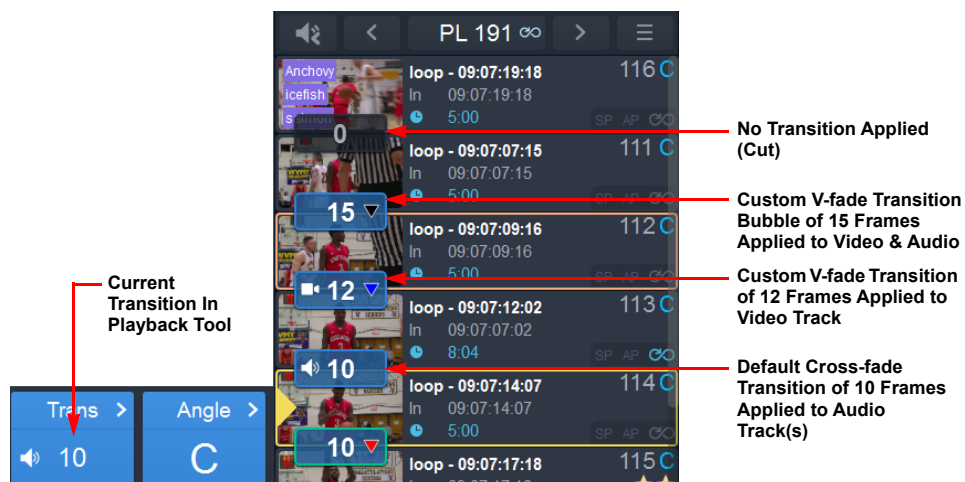 PL 191
Anchovy
icefish
loop - 09:07:19:18
116 C
In 09:07:19:18
5:00
SP AP
0
No Transition Applied
(Cut)
loop - 09:07:07:15
111 C
In 09:07:07:15
5:00
SP AP
15
Custom V-fade Transition
Bubble of 15 Frames
Applied to Video & Audio
loop - 09:07:09:16
112 C
In 09:07:09:16
5:00
SP AP
12
Custom V-fade Transition
of 12 Frames Applied to
Video Track
Current
Transition In
Playback Tool
loop - 09:07:12:02
113 C
In 09:07:07:02
8:04
SP AP
10
Default Cross-fade
Transition of 10 Frames
Applied to Audio
Track(s)
loop - 09:07:14:07
114 C
In 09:07:14:07
5:00
SP AP
10
Trans >
10
Angle >
C
loop - 09:07:17:18
115 C